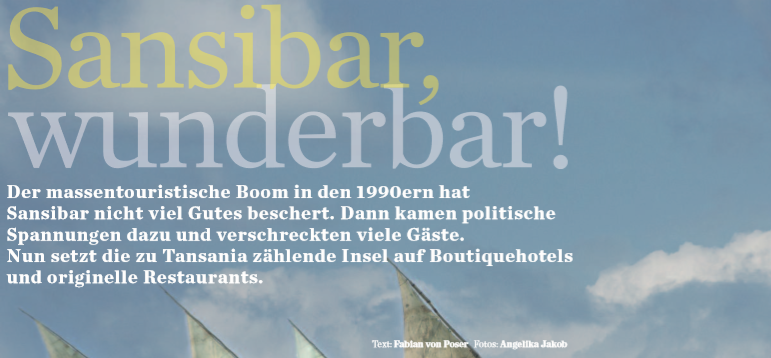 Sansibar,
wunderbar!
Der massentouristische Boom in den 1990ern hat
Sansibar nicht viel Gutes beschert. Dann kamen politische
Spannungen dazu und verschreckten viele Gäste.
Nun setzt die zu Tansania zählende Insel auf Boutiquehotels
und originelle Restaurants.
Text: Fabian von Poser Fotos: Angelika Jakob